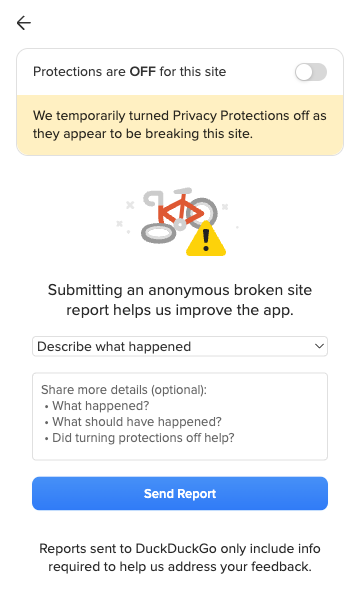 Protections are OFF for this site
We temporarily turned Privacy Protections off as
they appear to be breaking this site.
Submitting an anonymous broken site
report helps us improve the app.
Describe what happened
Share more details (optional):
• What happened?
• What should have happened?
• Did turning protections off help?
Send Report
Reports sent to DuckDuckGo only include info
required to help us address your feedback.